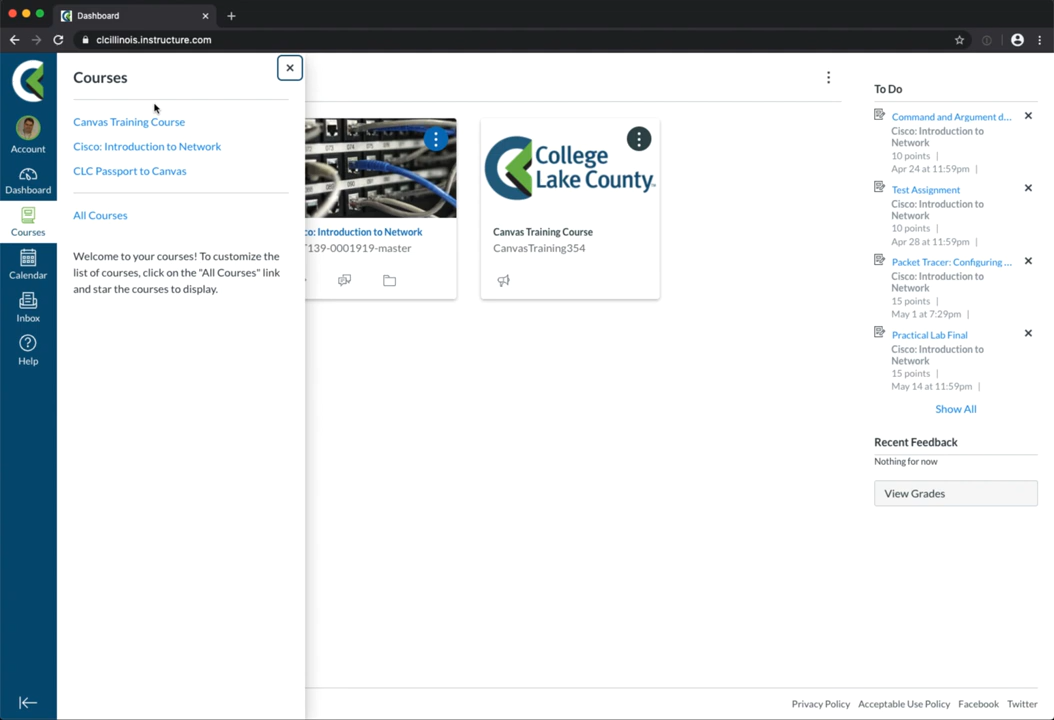 Dashboard
clcillinois.instructure.com
Account
Dashboard
Courses
Calendar
Inbox
Help
Courses
Canvas Training Course
Cisco: Introduction to Network
CLC Passport to Canvas
All Courses
Welcome to your courses! To customize the
list of courses, click on the "All Courses" link
and star the courses to display.
co: Introduction to Network
139-0001919-master
College
Lake County
Canvas Training Course
CanvasTraining354
To Do
Command and Argument d...
Cisco: Introduction to
Network
10 points |
Apr 24 at 11:59pm |
Test Assignment
Cisco: Introduction to
Network
10 points |
Apr 28 at 11:59pm |
Packet Tracer: Configuring ...
Cisco: Introduction to
Network
15 points |
May 1 at 7:29pm |
Practical Lab Final
Cisco: Introduction to
Network
15 points |
May 14 at 11:59pm |
Show All
Recent Feedback
Nothing for now
View Grades
Privacy Policy Acceptable Use Policy Facebook Twitter